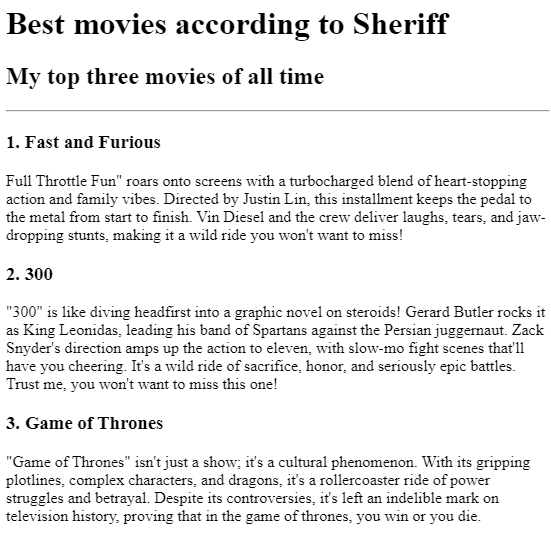 Best movies according to Sheriff
My top three movies of all time
1. Fast and Furious
Full Throttle Fun" roars onto screens with a turbocharged blend of heart-stopping
action and family vibes. Directed by Justin Lin, this installment keeps the pedal to
the metal from start to finish. Vin Diesel and the crew deliver laughs, tears, and jaw-
dropping stunts, making it a wild ride you won't want to miss!
2. 300
"300" is like diving headfirst into a graphic novel on steroids! Gerard Butler rocks it
as King Leonidas, leading his band of Spartans against the Persian juggernaut. Zack
Snyder's direction amps up the action to eleven, with slow-mo fight scenes that'll
have you cheering. It's a wild ride of sacrifice, honor, and seriously epic battles.
Trust me, you won't want to miss this one!
3. Game of Thrones
"Game of Thrones" isn't just a show; it's a cultural phenomenon. With its gripping
plotlines, complex characters, and dragons, it's a rollercoaster ride of power
struggles and betrayal. Despite its controversies, it's left an indelible mark on
television history, proving that in the game of thrones, you win or you die.